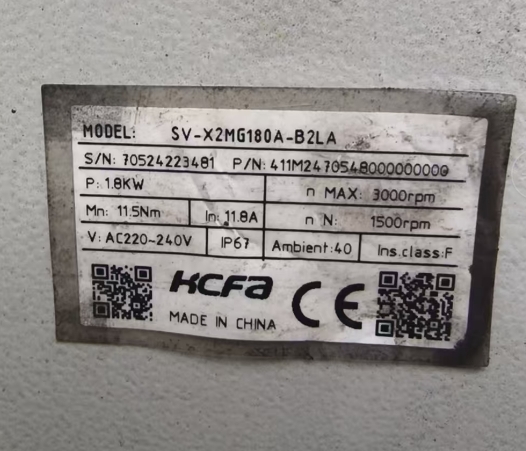 MODEL: SV-X2MG180A-B2LA
S/N: 70524223481 P/N: 411M2470548000000000
P: 1.8KW n MAX: 3000rpm
Mn: 11.5Nm In: 11.8A n N: 1500rpm
V: AC220~240V IP67 Ambient:40 Ins.class:F
HCFA CE
MADE IN CHINA